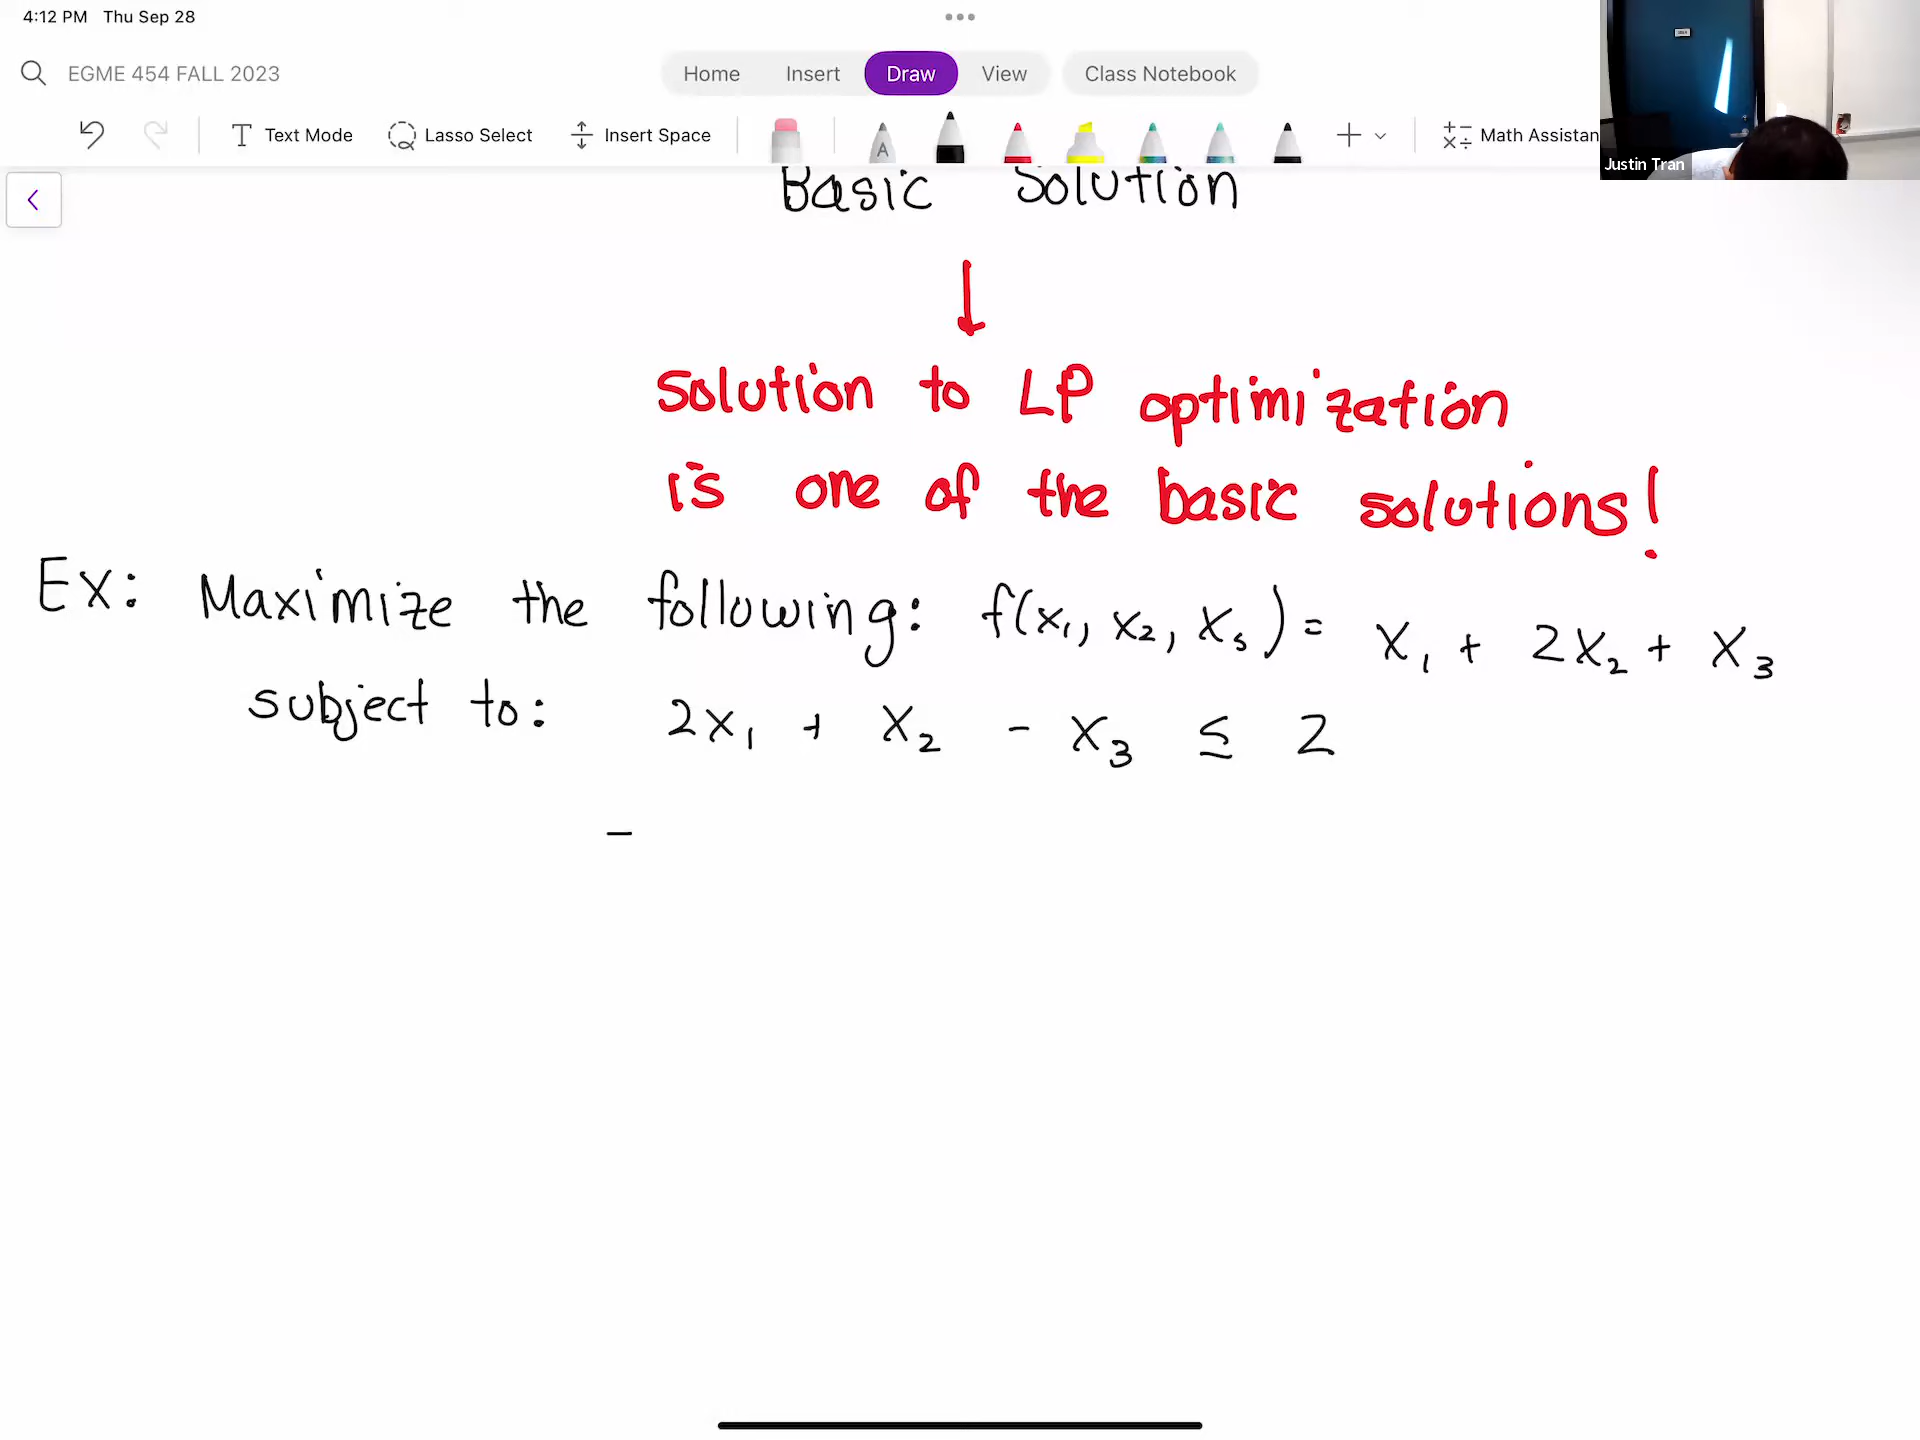 4:12 PM Thu Sep 28
EGME 454 FALL 2023
Home Insert Draw View Class Notebook
Text Mode Lasso Select Insert Space A Math Assistan
Justin Tran
Basic Solution
Solution to LP optimization
is one of the basic solutions!
Ex: Maximize the following: f(x₁, x₂, x₃) = x₁ + 2x₂ + x₃
subject to: 2x₁ + x₂ - x₃ ≤ 2
-